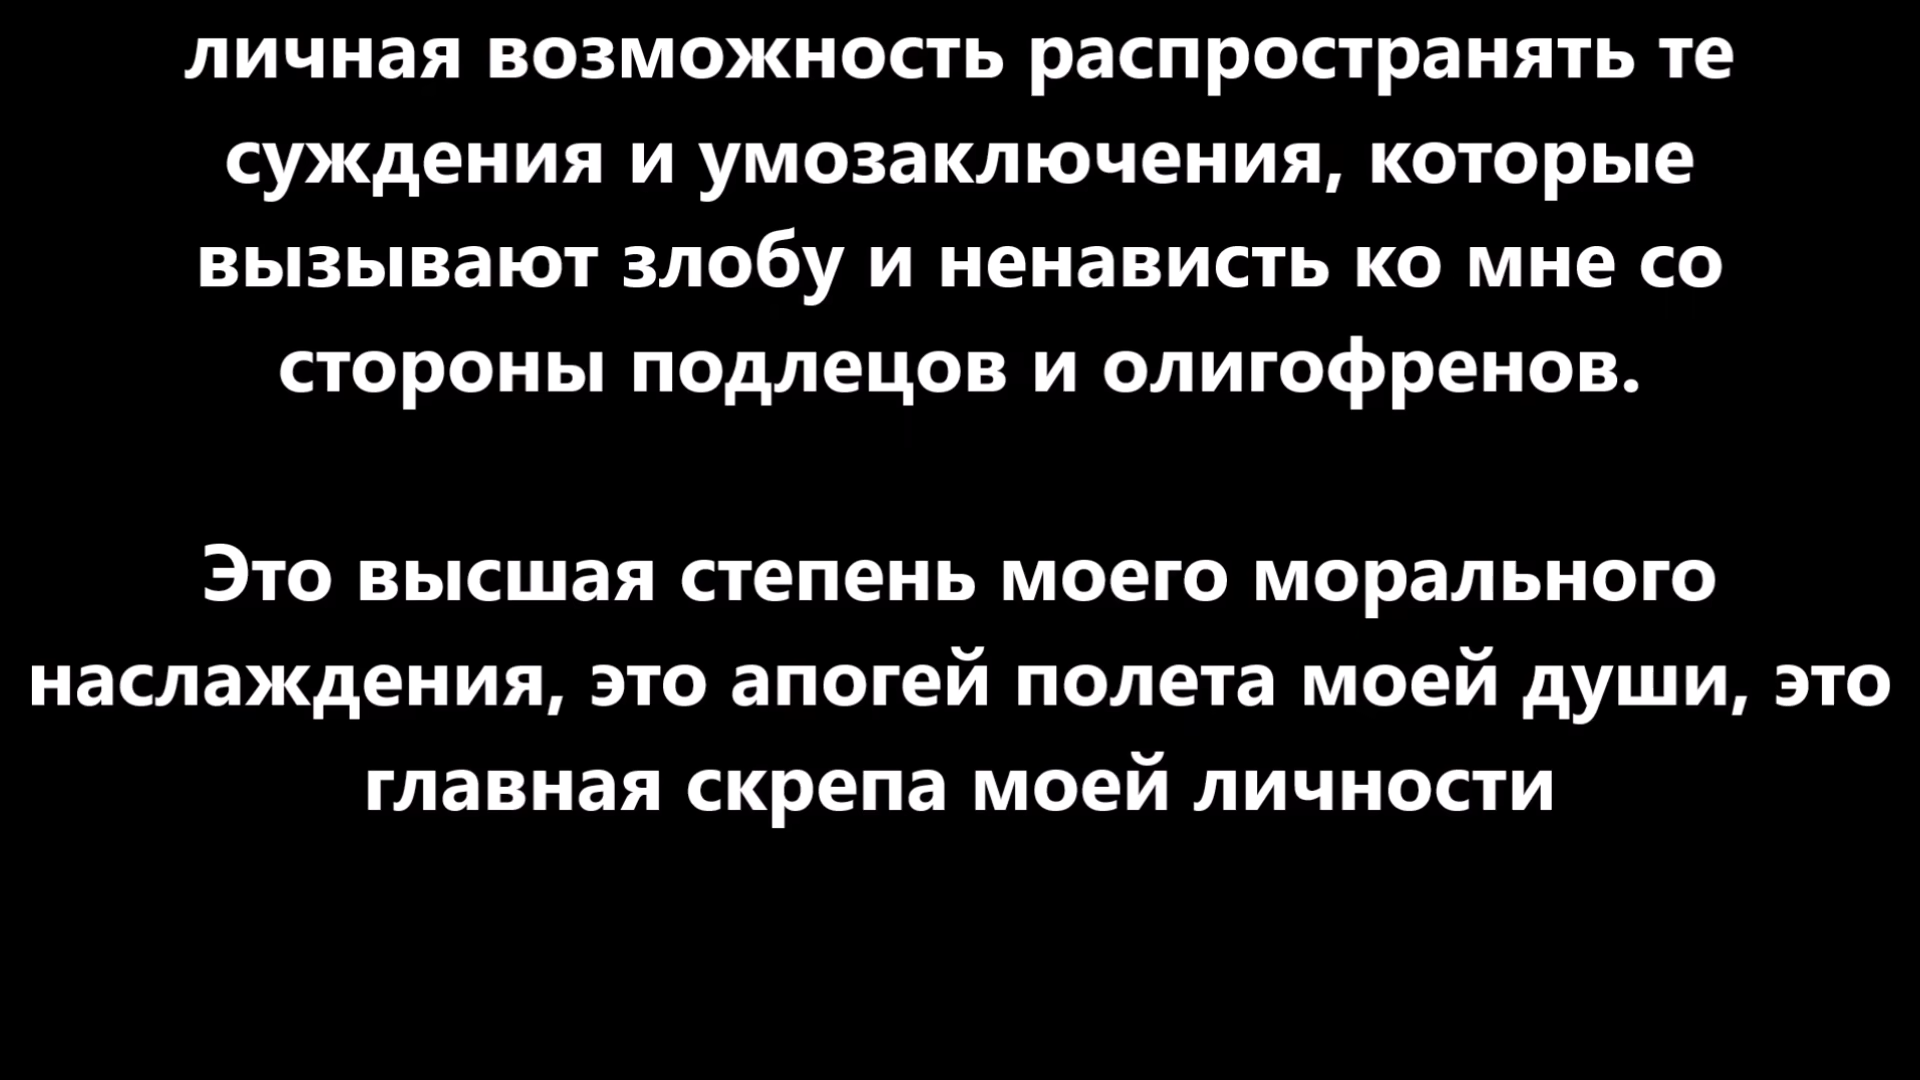 личная возможность распространять те
суждения и умозаключения, которые
вызывают злобу и ненависть ко мне со
стороны подлецов и олигофренов.
Это высшая степень моего морального
наслаждения, это апогей полета моей души, это
главная скрепа моей личности